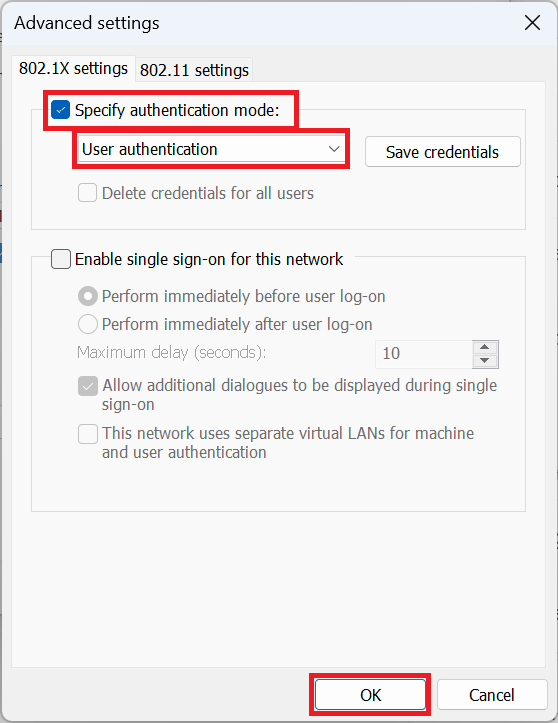 Advanced settings
802.1X settings
802.11 settings
Specify authentication mode:
User authentication
Save credentials
Delete credentials for all users
Enable single sign-on for this network
Perform immediately before user log-on
Perform immediately after user log-on
Maximum delay (seconds):
10
Allow additional dialogues to be displayed during single
sign-on
This network uses separate virtual LANs for machine
and user authentication
OK
Cancel